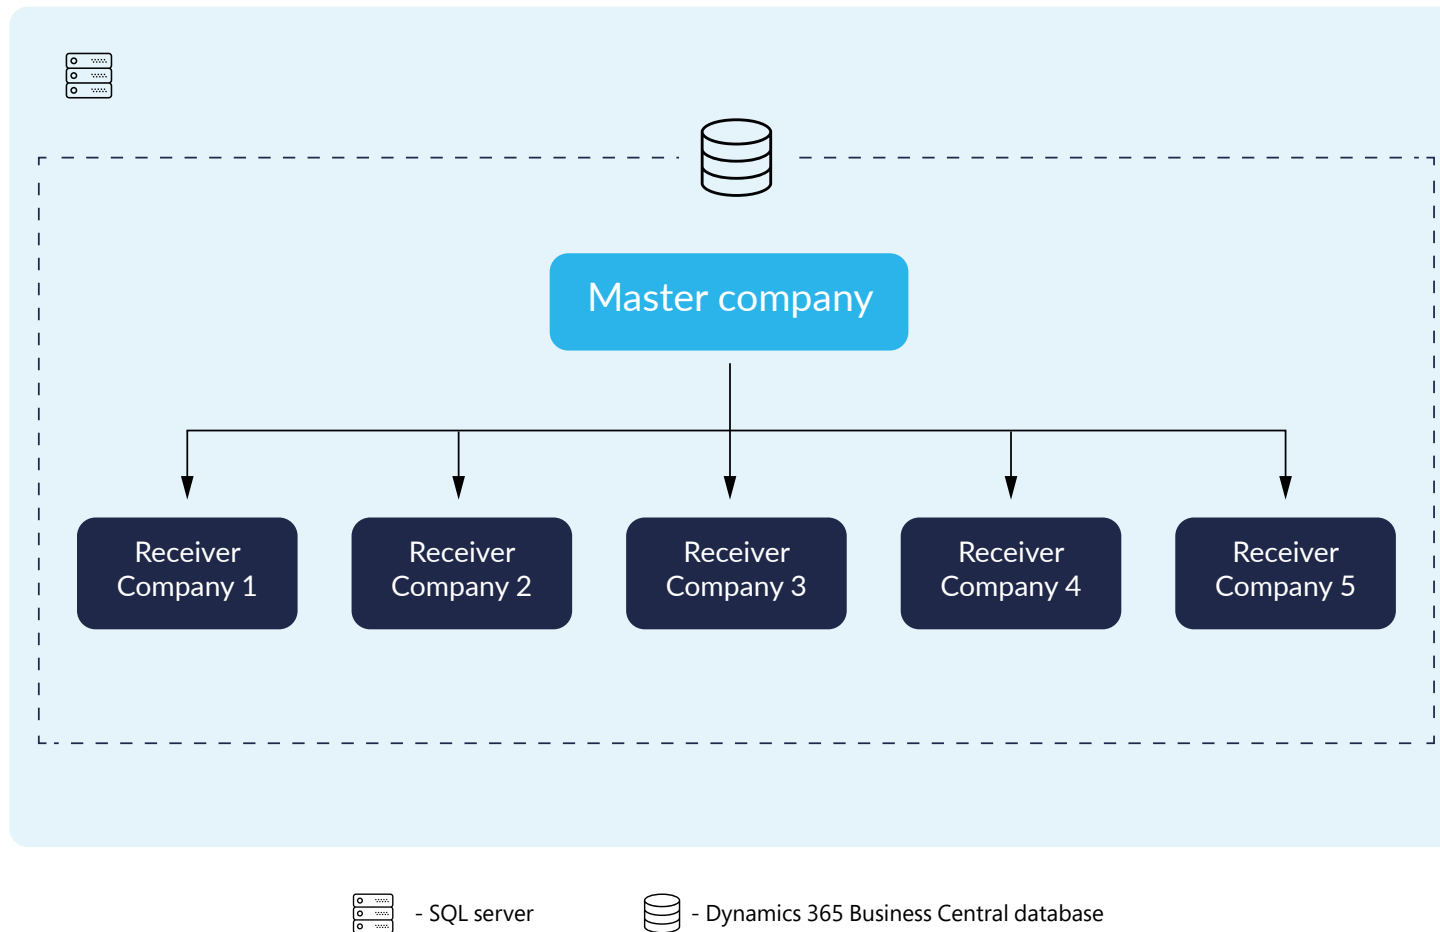 Master company
Receiver
Company 1
Receiver
Company 2
Receiver
Company 3
Receiver
Company 4
Receiver
Company 5
- SQL server
- Dynamics 365 Business Central database